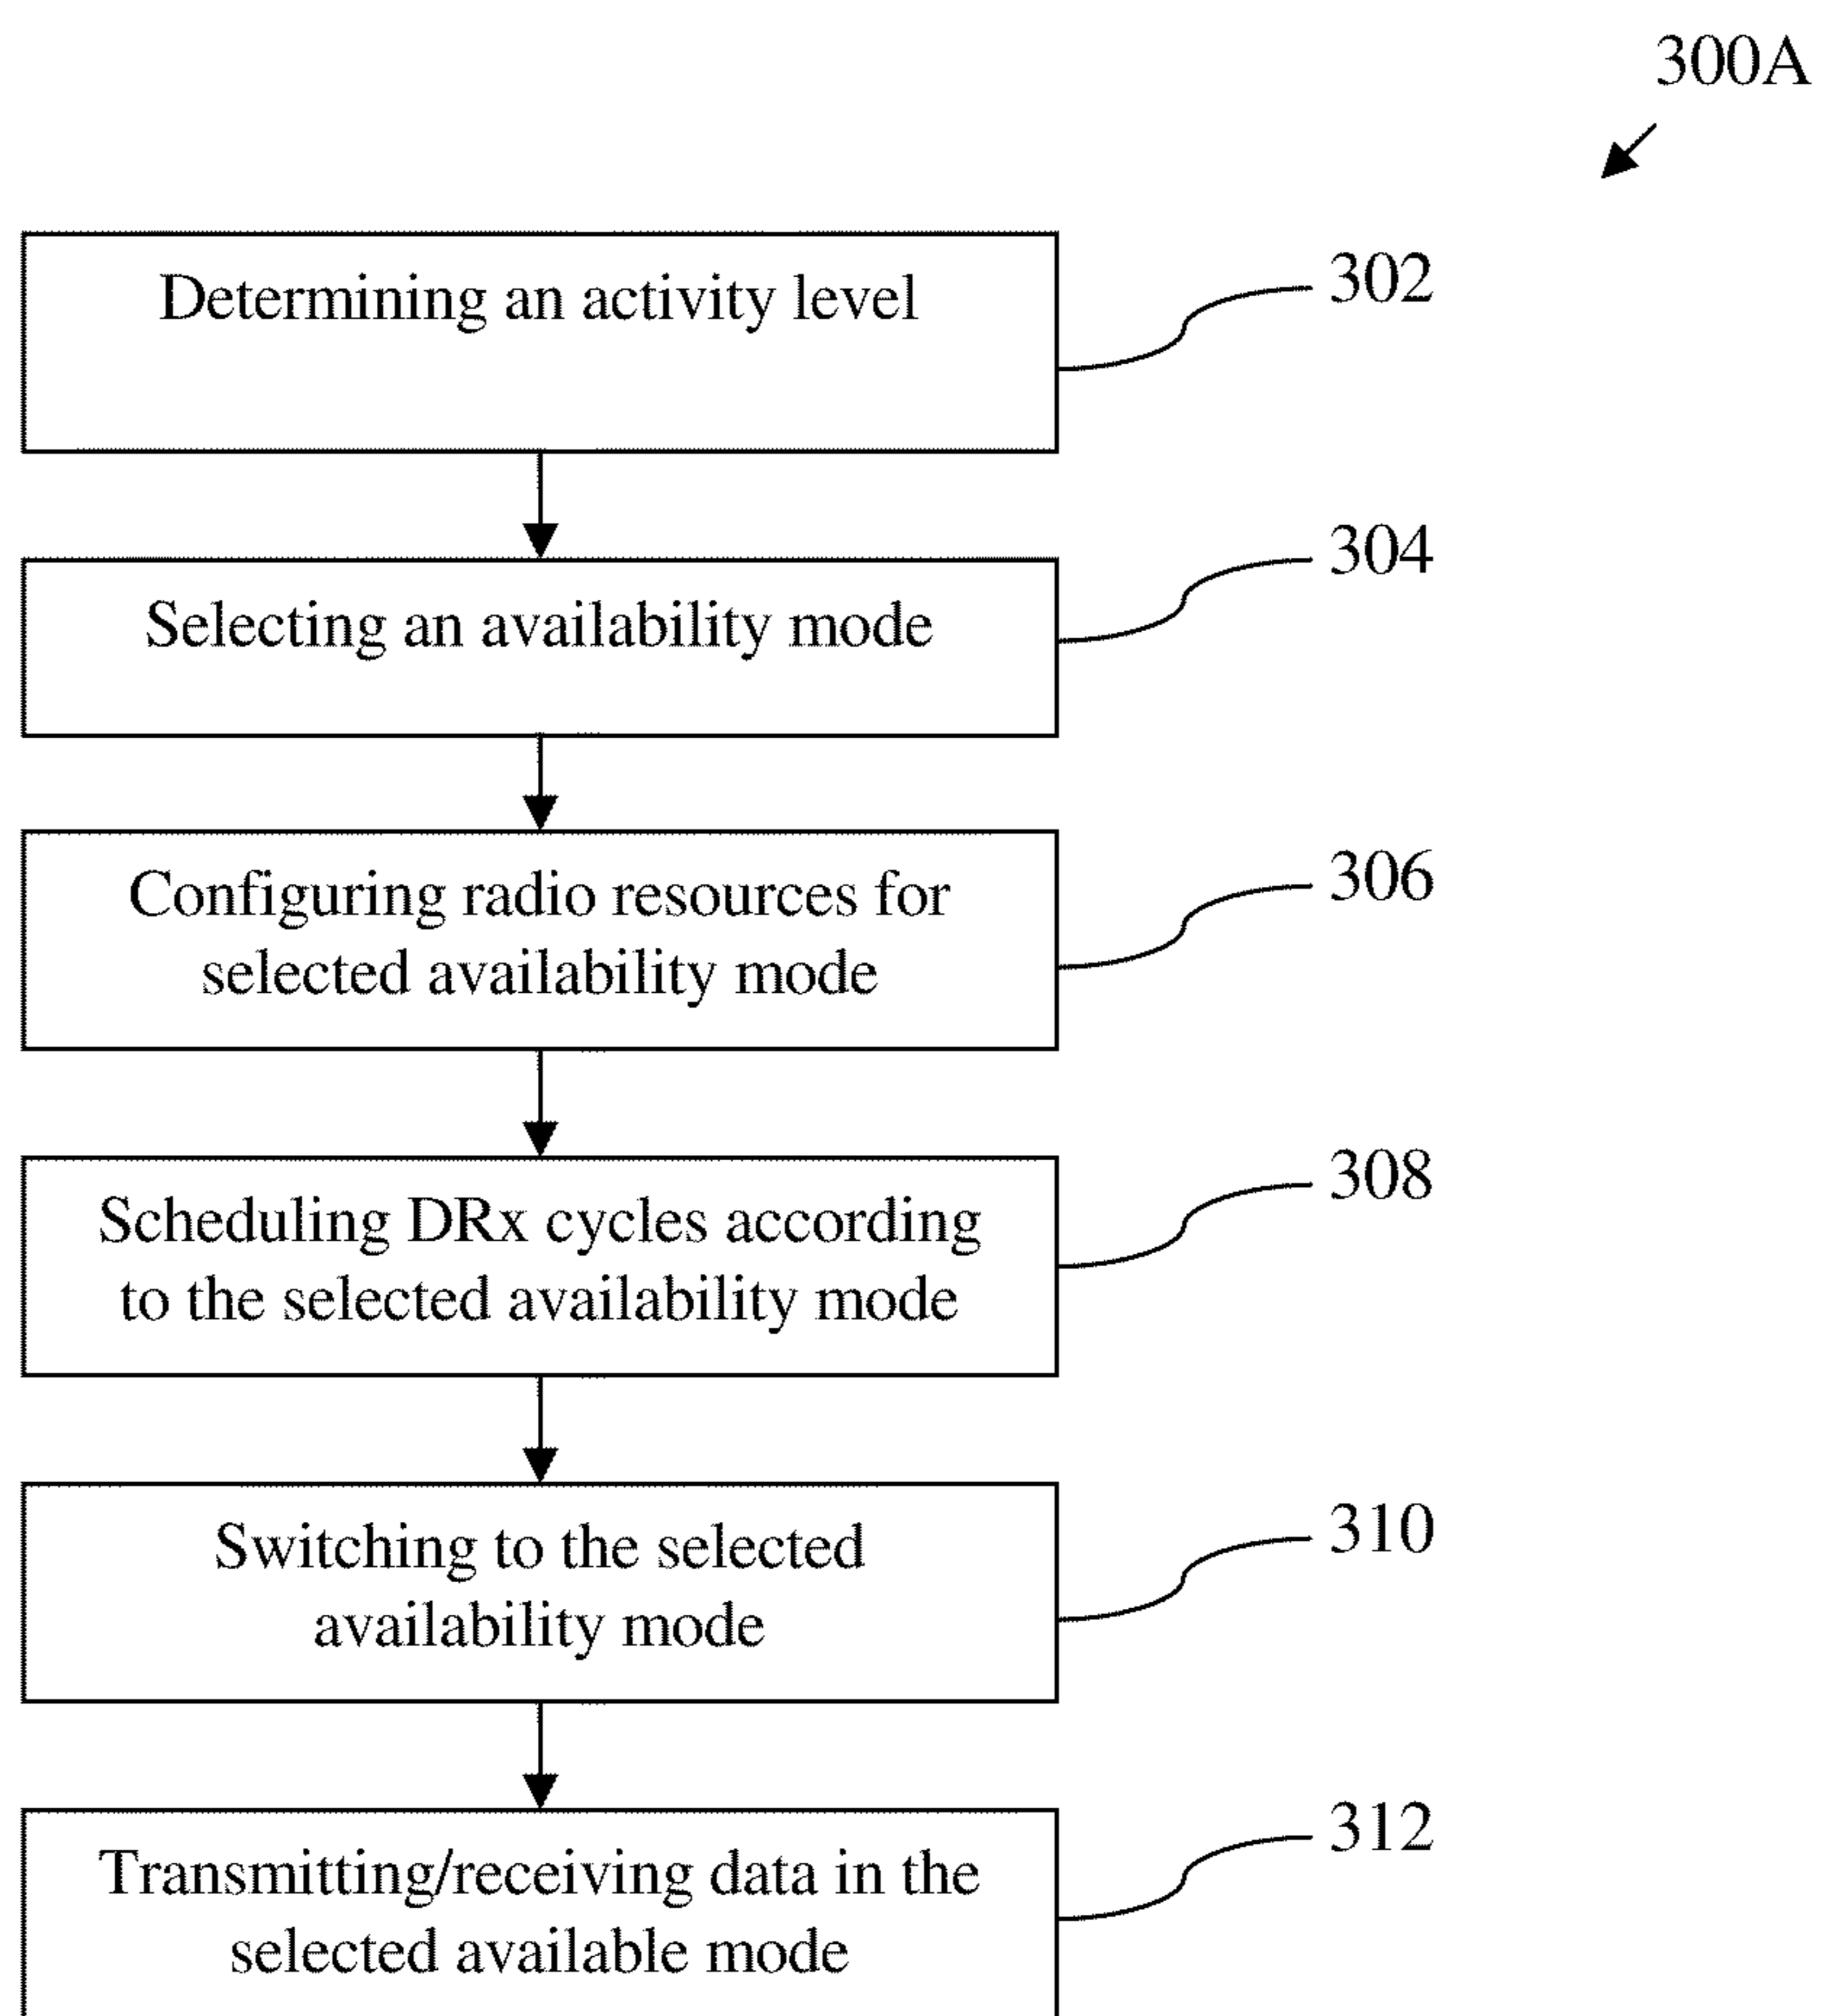 300A
Determining an activity level
302
Selecting an availability mode
304
Configuring radio resources for
selected availability mode
306
Scheduling DRx cycles according
to the selected availability mode
308
Switching to the selected
availability mode
310
Transmitting/receiving data in the
selected available mode
312